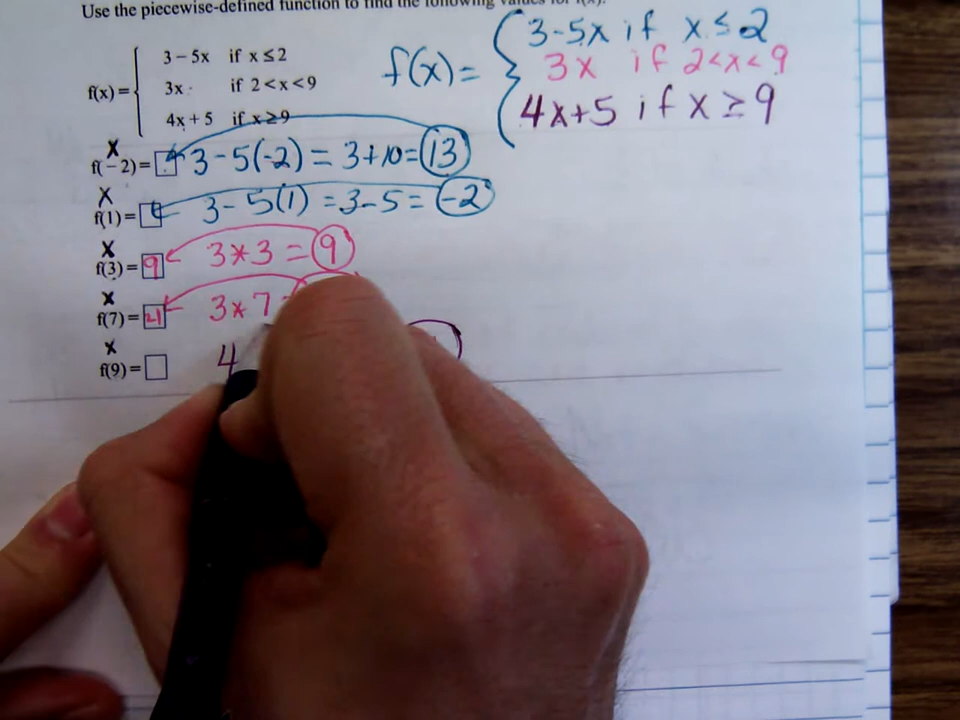 Use the piecewise-defined function to find the following values for f(x).
f(x) = { 3 − 5x if x ≤ 2
3x if 2 < x < 9
4x + 5 if x ≥ 9
f(x) = { 3-5x if x ≤ 2
3x if 2<x<9
4x+5 if x ≥ 9
x
f(−2) = 3-5(-2) = 3+10= 13
x
f(1) = 3-5(1) = 3-5 = -2
x
f(3) = 9 3*3 = 9
x
f(7) = 21 3*7
x
f(9) = 4